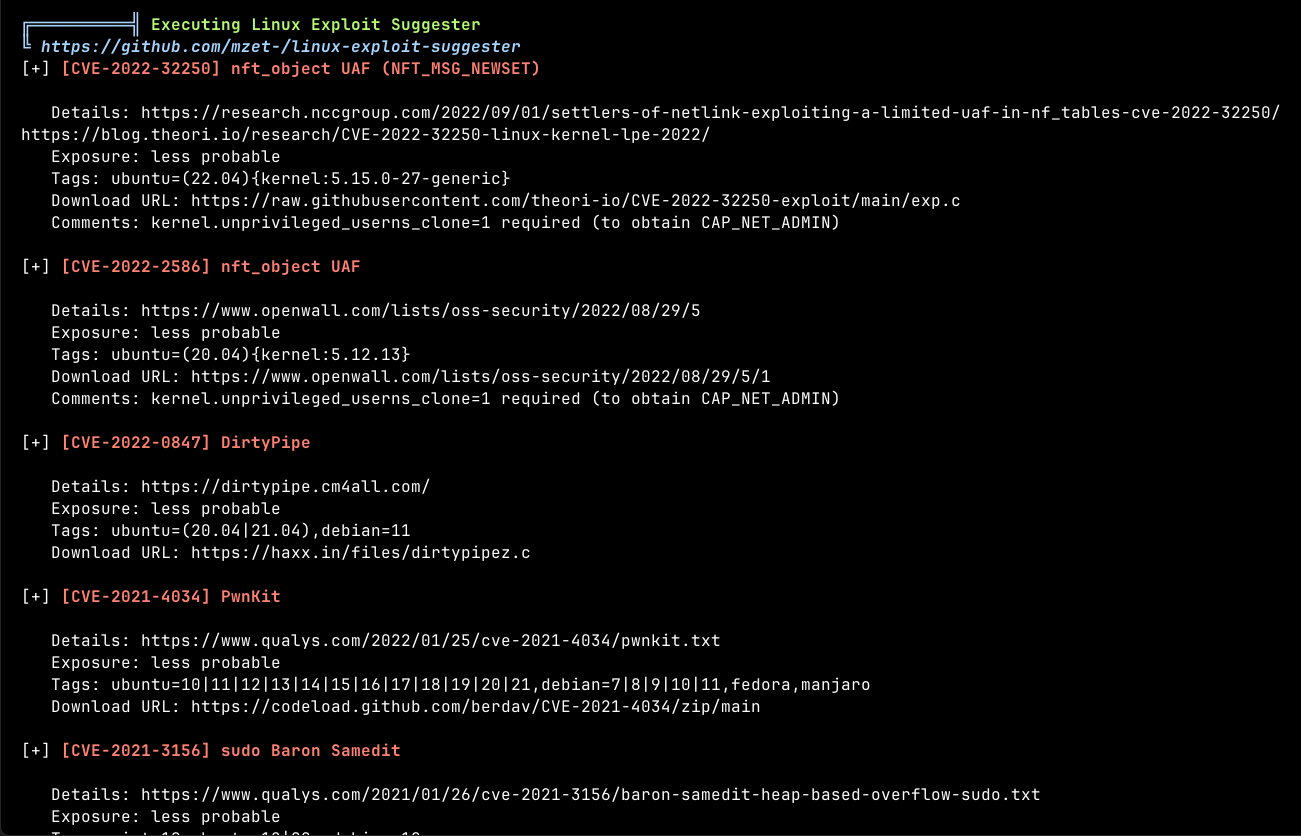 ╔══════════╣ Executing Linux Exploit Suggester
╚ https://github.com/mzet-/linux-exploit-suggester
[+] [CVE-2022-32250] nft_object UAF (NFT_MSG_NEWSET)
Details: https://research.nccgroup.com/2022/09/01/settlers-of-netlink-exploiting-a-limited-uaf-in-nf_tables-cve-2022-32250/
https://blog.theori.io/research/CVE-2022-32250-linux-kernel-lpe-2022/
Exposure: less probable
Tags: ubuntu=(22.04){kernel:5.15.0-27-generic}
Download URL: https://raw.githubusercontent.com/theori-io/CVE-2022-32250-exploit/main/exp.c
Comments: kernel.unprivileged_userns_clone=1 required (to obtain CAP_NET_ADMIN)
[+] [CVE-2022-2586] nft_object UAF
Details: https://www.openwall.com/lists/oss-security/2022/08/29/5
Exposure: less probable
Tags: ubuntu=(20.04){kernel:5.12.13}
Download URL: https://www.openwall.com/lists/oss-security/2022/08/29/5/1
Comments: kernel.unprivileged_userns_clone=1 required (to obtain CAP_NET_ADMIN)
[+] [CVE-2022-0847] DirtyPipe
Details: https://dirtypipe.cm4all.com/
Exposure: less probable
Tags: ubuntu=(20.04|21.04),debian=11
Download URL: https://haxx.in/files/dirtypipez.c
[+] [CVE-2021-4034] PwnKit
Details: https://www.qualys.com/2022/01/25/cve-2021-4034/pwnkit.txt
Exposure: less probable
Tags: ubuntu=10|11|12|13|14|15|16|17|18|19|20|21,debian=7|8|9|10|11,fedora,manjaro
Download URL: https://codeload.github.com/berdav/CVE-2021-4034/zip/main
[+] [CVE-2021-3156] sudo Baron Samedit
Details: https://www.qualys.com/2021/01/26/cve-2021-3156/baron-samedit-heap-based-overflow-sudo.txt
Exposure: less probable